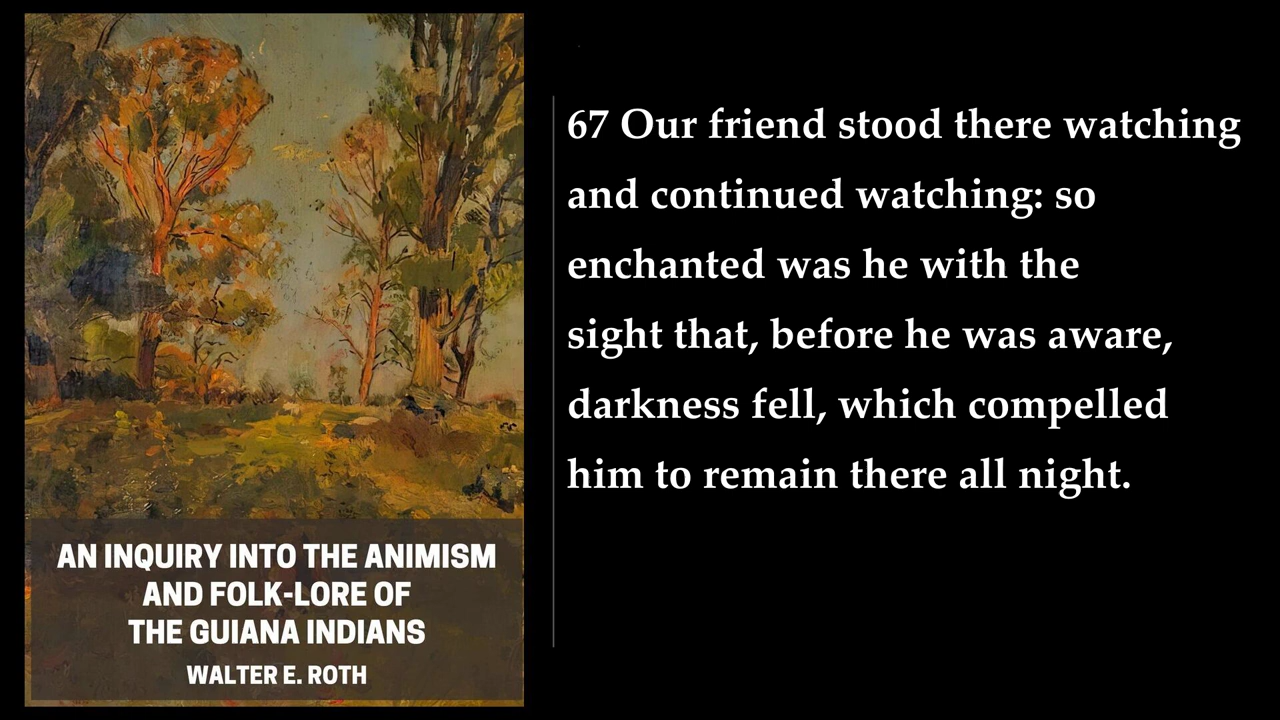 67 Our friend stood there watching
and continued watching: so
enchanted was he with the
sight that, before he was aware,
darkness fell, which compelled
him to remain there all night.
AN INQUIRY INTO THE ANIMISM
AND FOLK-LORE OF
THE GUIANA INDIANS
WALTER E. ROTH